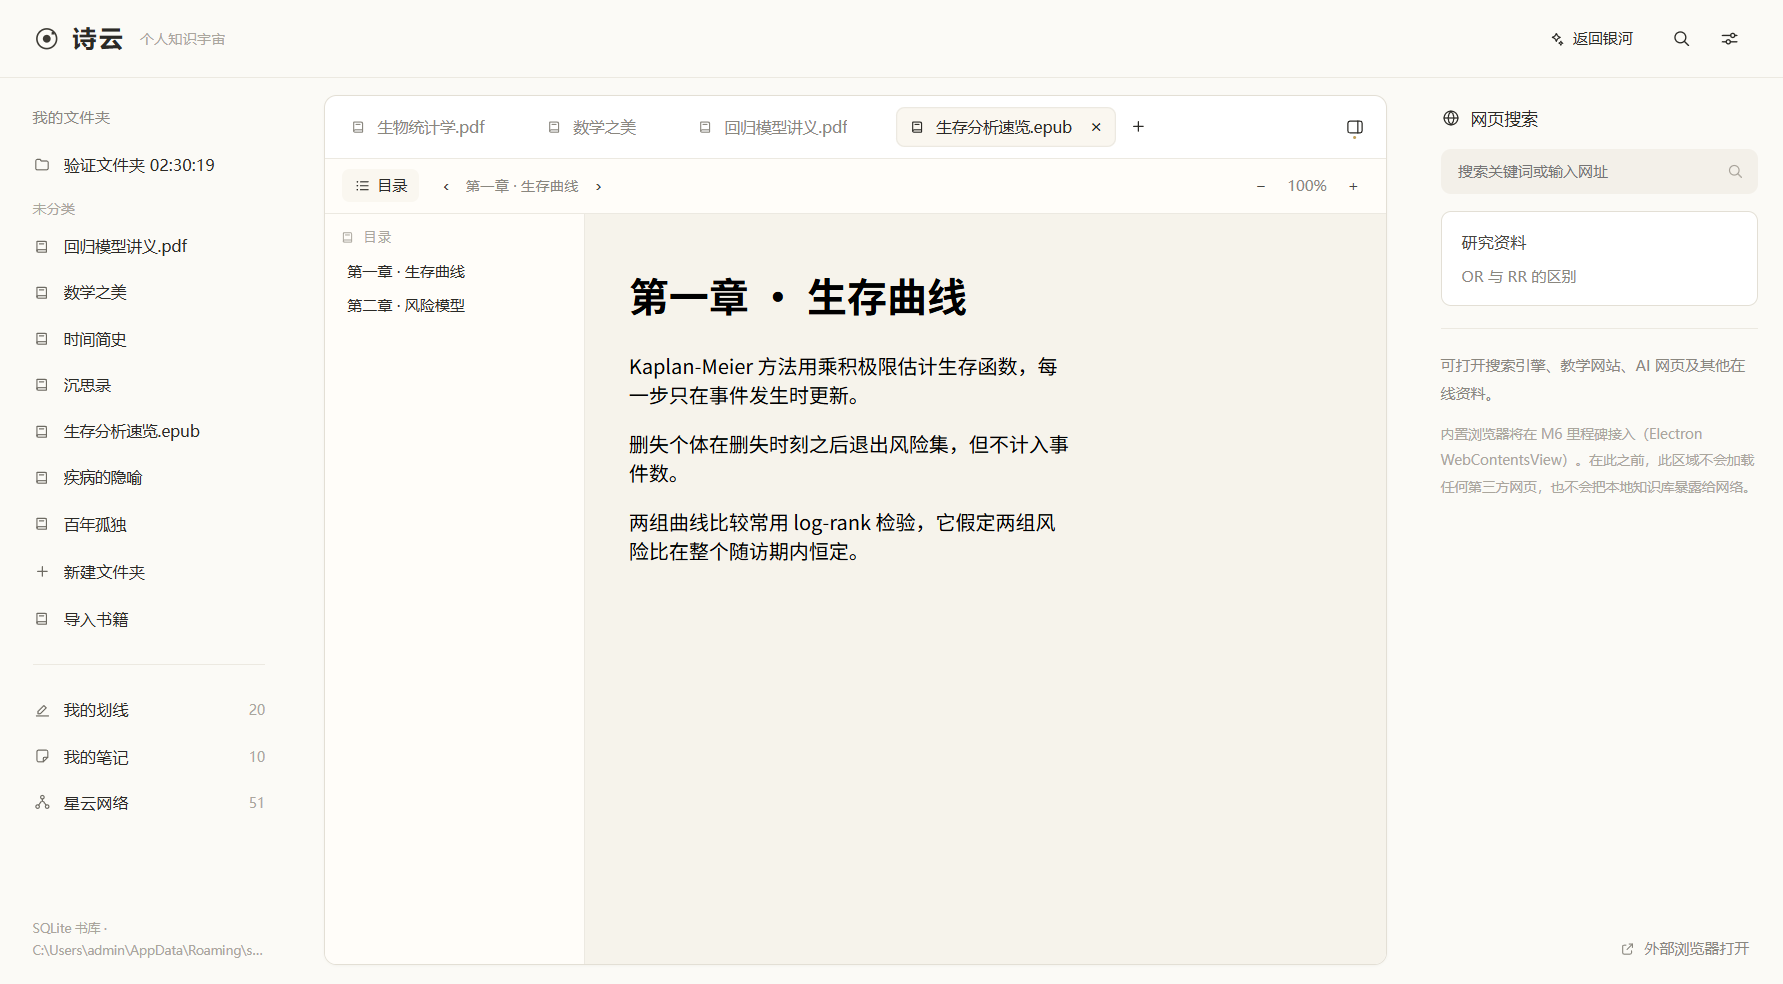 诗云
个人知识宇宙
返回银河
我的文件夹
验证文件夹 02:30:19
未分类
回归模型讲义.pdf
数学之美
时间简史
沉思录
生存分析速览.epub
疾病的隐喻
百年孤独
新建文件夹
导入书籍
我的划线 20
我的笔记 10
星云网络 51
SQLite 书库 ·
C:\Users\admin\AppData\Roaming\s...
生物统计学.pdf
数学之美
回归模型讲义.pdf
生存分析速览.epub
目录
第一章 · 生存曲线
100%
目录
第一章 · 生存曲线
第二章 · 风险模型
第一章 · 生存曲线
Kaplan-Meier 方法用乘积极限估计生存函数，每
一步只在事件发生时更新。
删失个体在删失时刻之后退出风险集，但不计入事
件数。
两组曲线比较常用 log-rank 检验，它假定两组风
险比在整个随访期内恒定。
网页搜索
搜索关键词或输入网址
研究资料
OR 与 RR 的区别
可打开搜索引擎、教学网站、AI 网页及其他在
线资料。
内置浏览器将在 M6 里程碑接入（Electron
WebContentsView）。在此之前，此区域不会加载
任何第三方网页，也不会把本地知识库暴露给网络。
外部浏览器打开